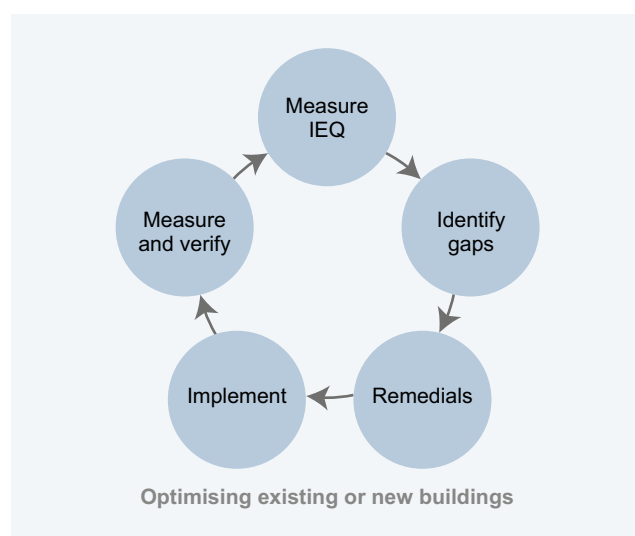 Measure
IEQ
Identify
gaps
Remedials
Implement
Measure
and verify
Optimising existing or new buildings